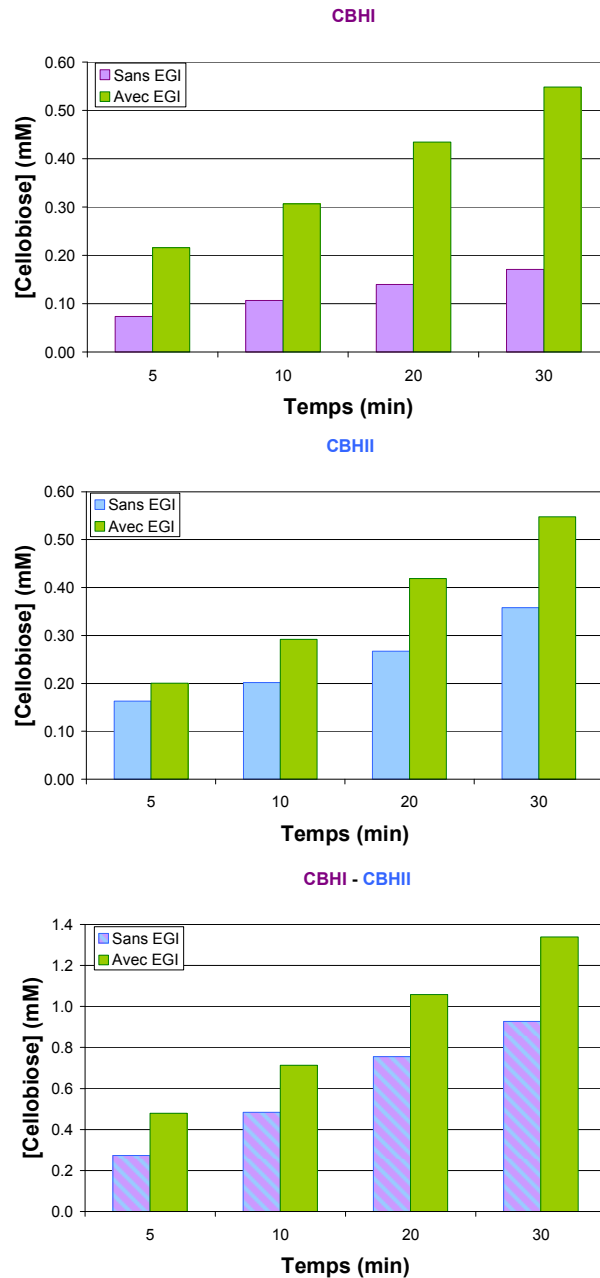 CBHI
Sans EGI
Avec EGI
[Cellobiose] (mM)
0.60
0.50
0.40
0.30
0.20
0.10
0.00
5 10 20 30
Temps (min)
CBHII
Sans EGI
Avec EGI
[Cellobiose] (mM)
0.60
0.50
0.40
0.30
0.20
0.10
0.00
5 10 20 30
Temps (min)
CBHI - CBHII
Sans EGI
Avec EGI
[Cellobiose] (mM)
1.4
1.2
1.0
0.8
0.6
0.4
0.2
0.0
5 10 20 30
Temps (min)